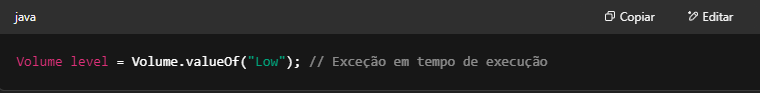 java Copiar Editar
Volume level = Volume.valueOf("Low"); // Exceção em tempo de execução